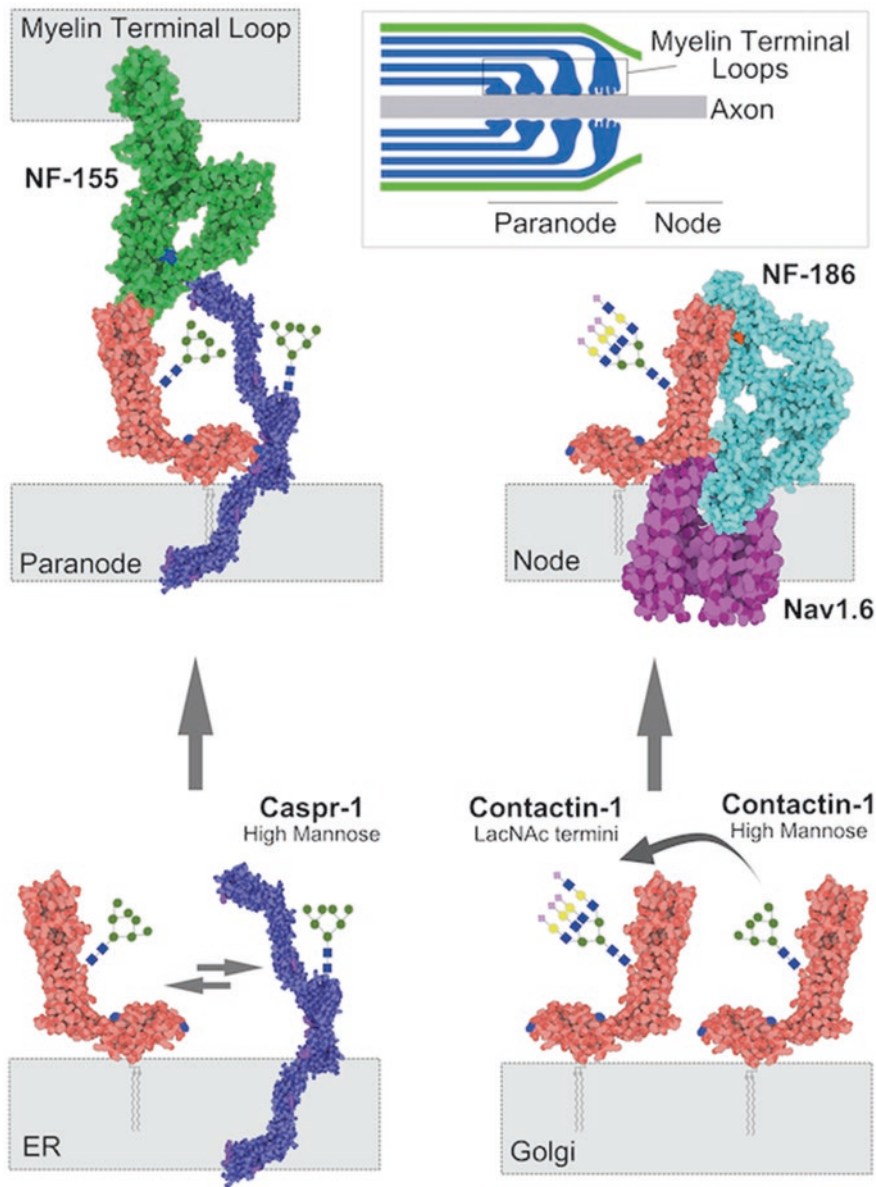 Myelin Terminal Loop
NF-155
Paranode
Myelin Terminal
Loops
Axon
Paranode
Node
NF-186
Node
Nav1.6
Caspr-1
High Mannose
ER
Contactin-1
LacNAc termini
Contactin-1
High Mannose
Golgi